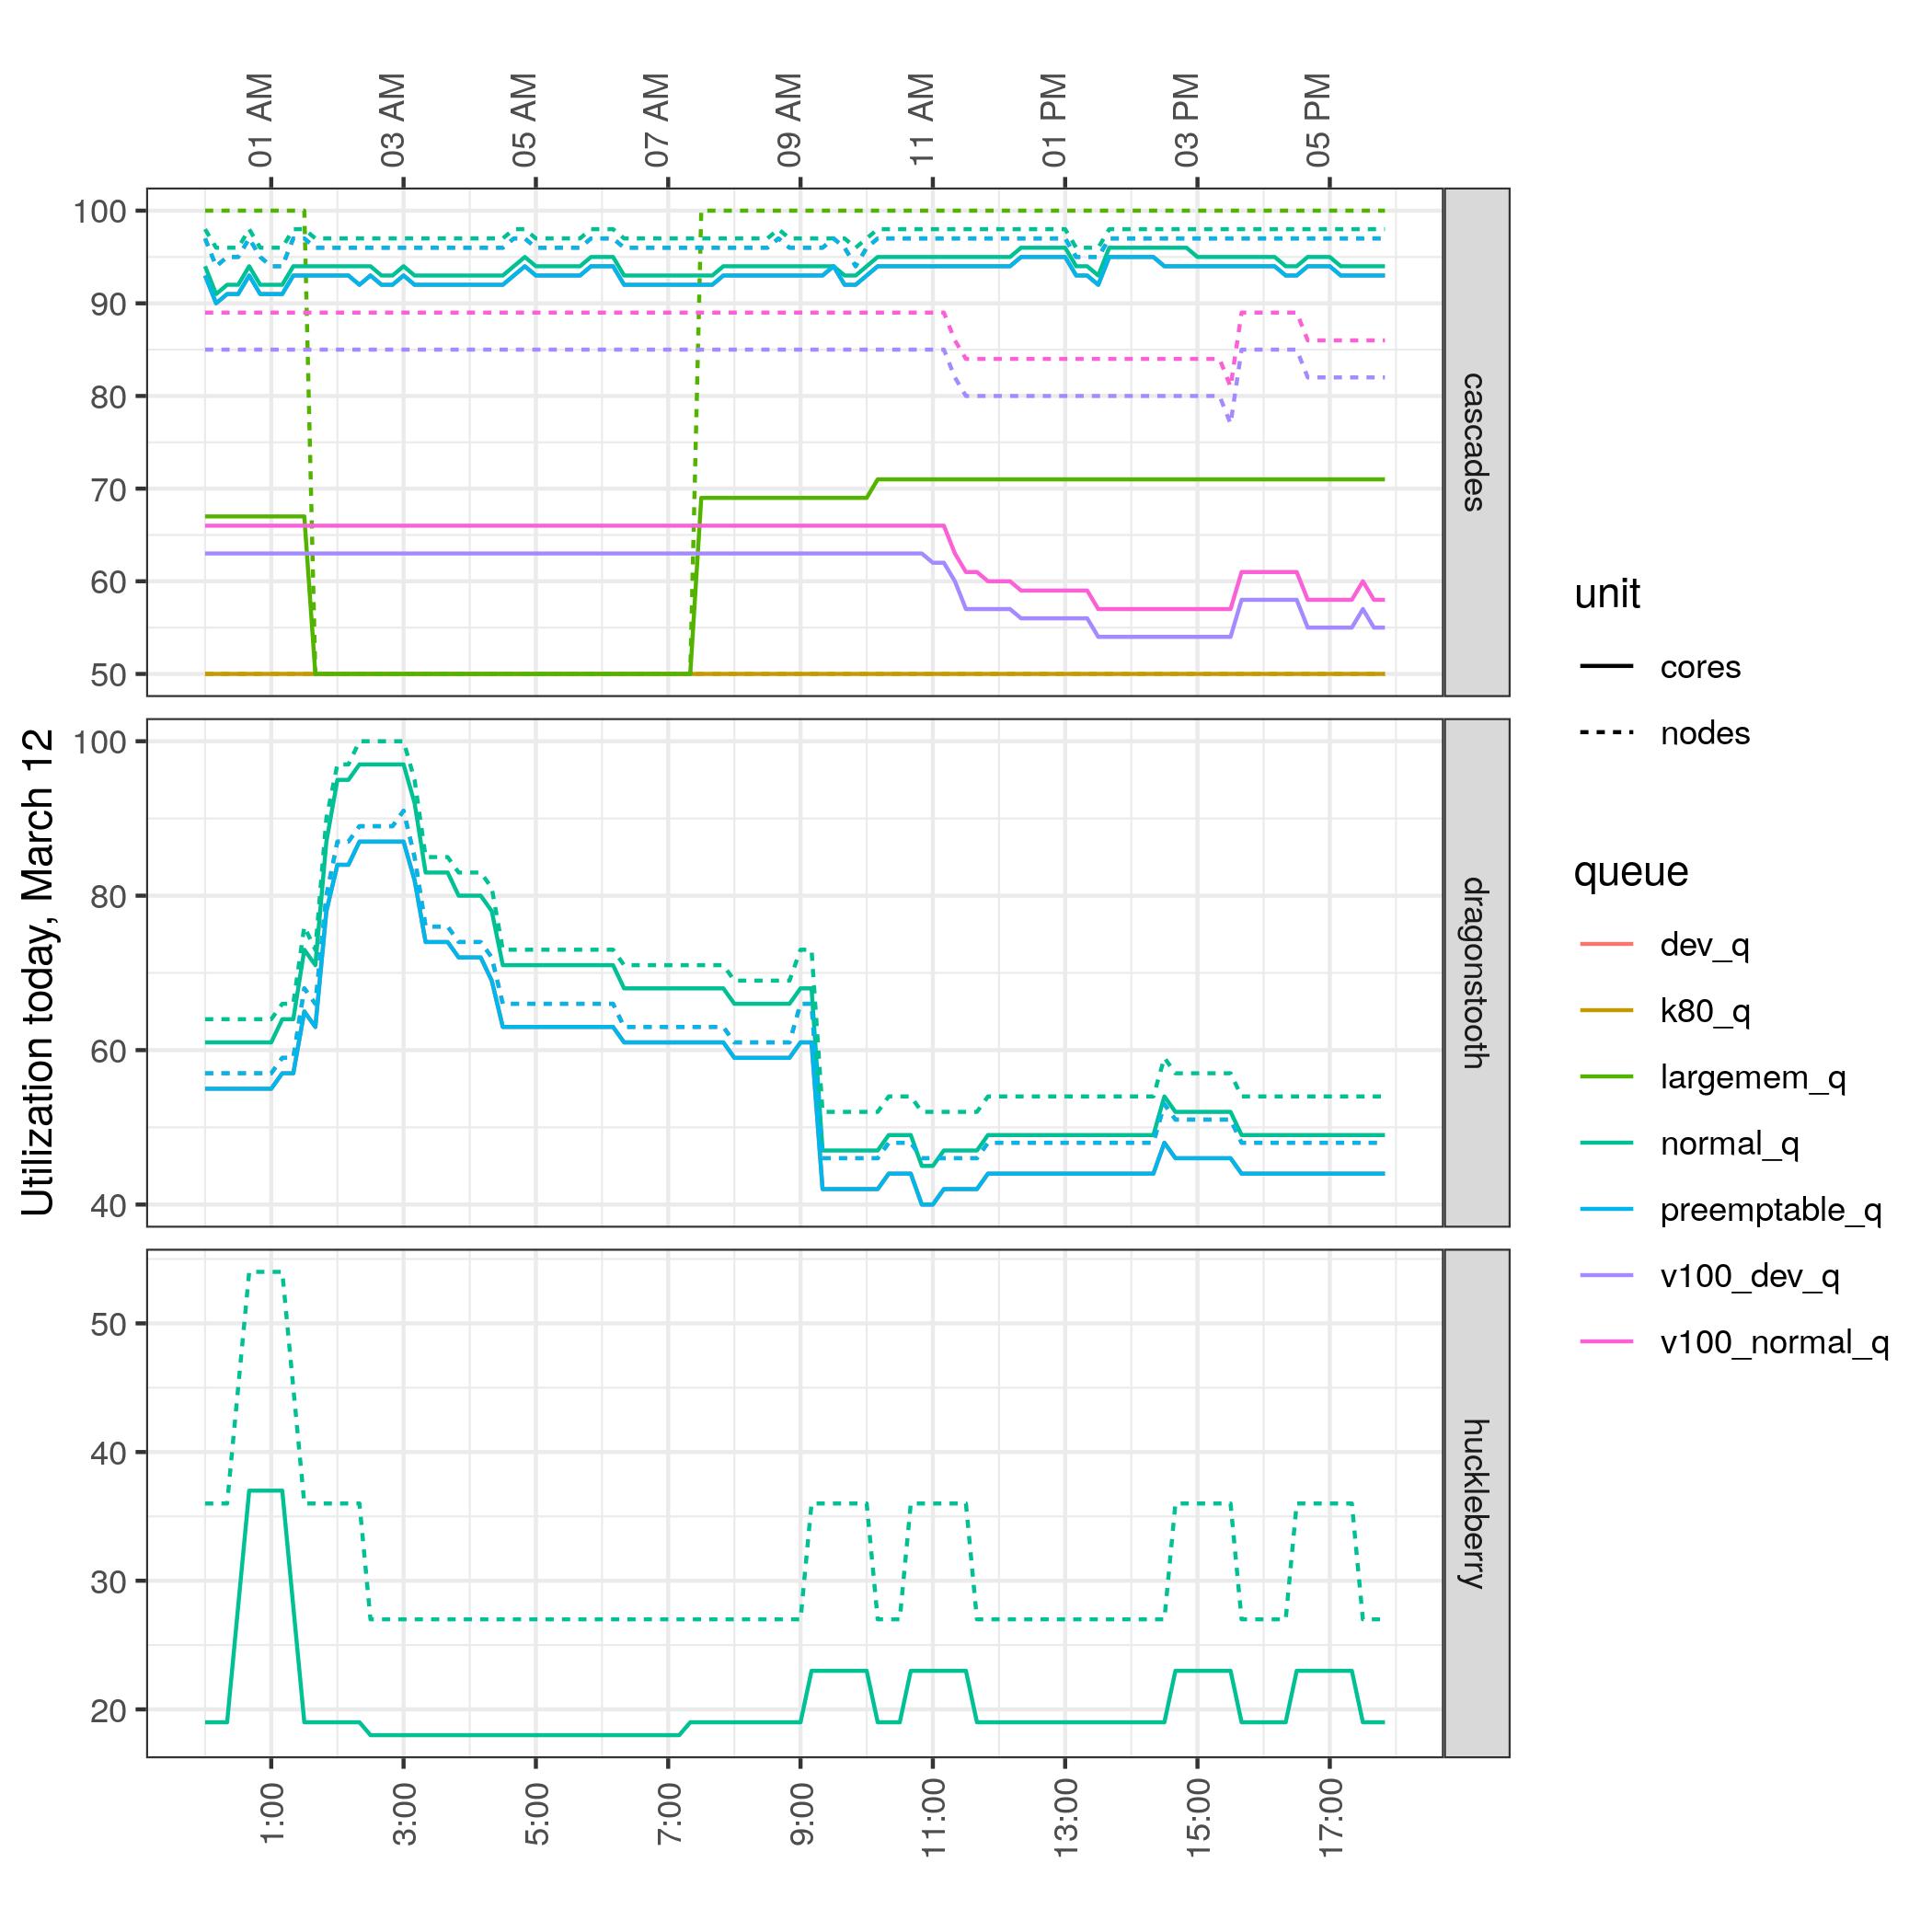 01 AM
03 AM
05 AM
07 AM
09 AM
11 AM
01 PM
03 PM
05 PM
Utilization today, March 12
100
90
80
70
60
50
cascades
100
80
60
40
dragonstooth
50
40
30
20
huckleberry
1:00
3:00
5:00
7:00
9:00
11:00
13:00
15:00
17:00
unit
cores
nodes
queue
dev_q
k80_q
largemem_q
normal_q
preemptable_q
v100_dev_q
v100_normal_q